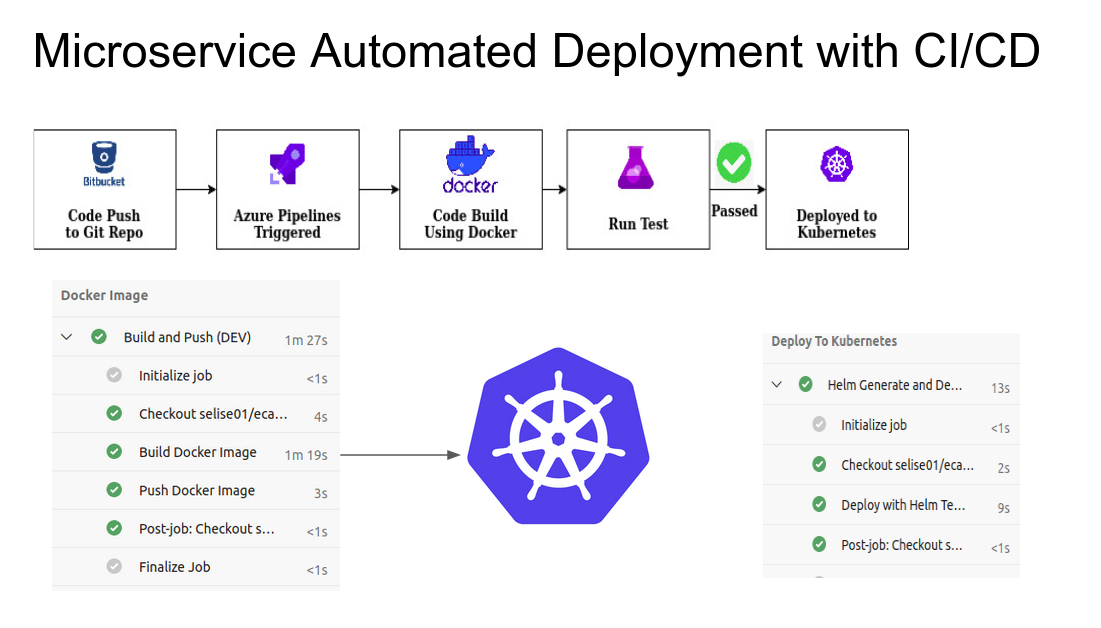 Microservice Automated Deployment with CI/CD
Bitbucket
Code Push
to Git Repo
Azure Pipelines
Triggered
docker
Code Build
Using Docker
Run Test
Passed
Deployed to
Kubernetes
Docker Image
Build and Push (DEV) 1m 27s
Initialize job <1s
Checkout selise01/eca... 4s
Build Docker Image 1m 19s
Push Docker Image 3s
Post-job: Checkout s... <1s
Finalize Job <1s
Deploy To Kubernetes
Helm Generate and De... 13s
Initialize job <1s
Checkout selise01/eca... 2s
Deploy with Helm Te... 9s
Post-job: Checkout s... <1s